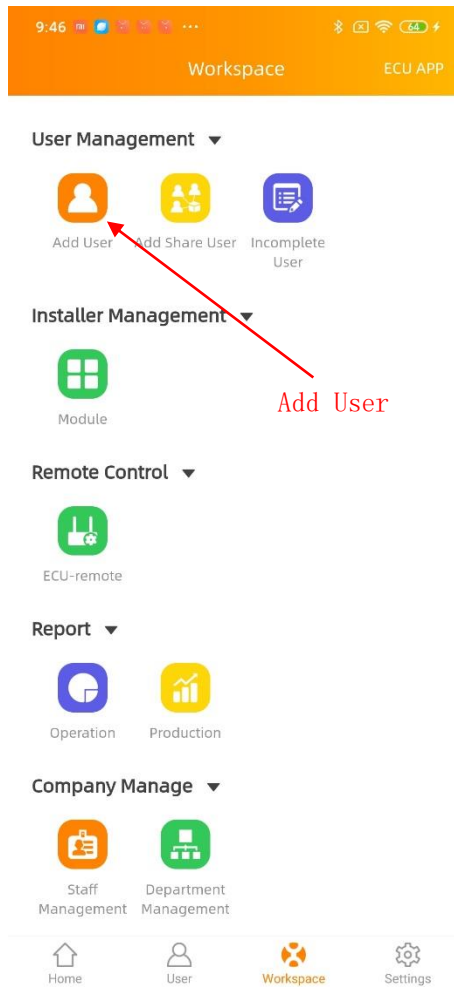 9:46 ··· 64
Workspace ECU APP
User Management
Add User Add Share User Incomplete
User
Installer Management
Module
Add User
Remote Control
ECU-remote
Report
Operation Production
Company Manage
Staff Department
Management Management
Home User Workspace Settings